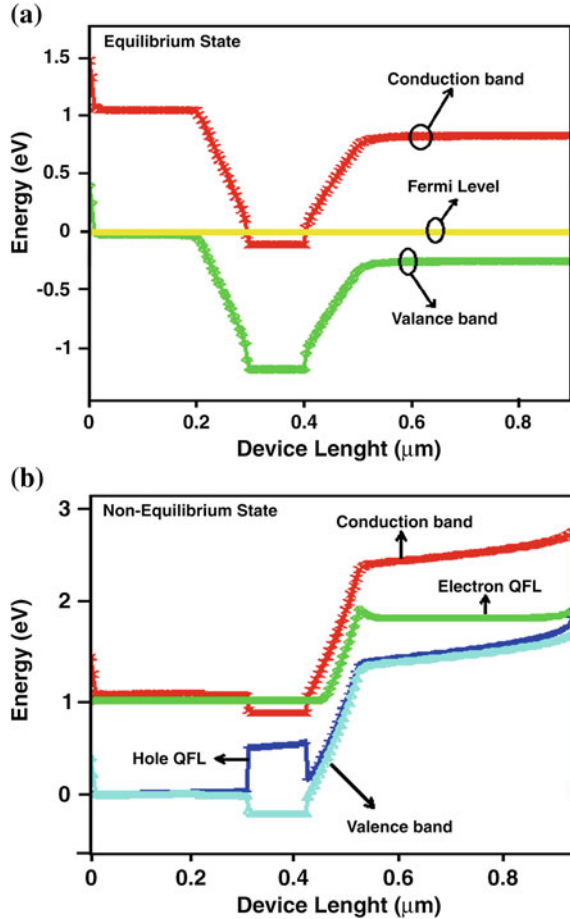 (a)
Equilibrium State
1.5
Conduction band
1
Energy (eV)
0.5
Fermi Level
0
-0.5
Valance band
-1
0 0.2 0.4 0.6 0.8
Device Lenght (μm)
(b)
3
Non-Equilibrium State
Conduction band
Energy (eV)
2
Electron QFL
1
Hole QFL
0
Valence band
0 0.2 0.4 0.6 0.8
Device Lenght (μm)